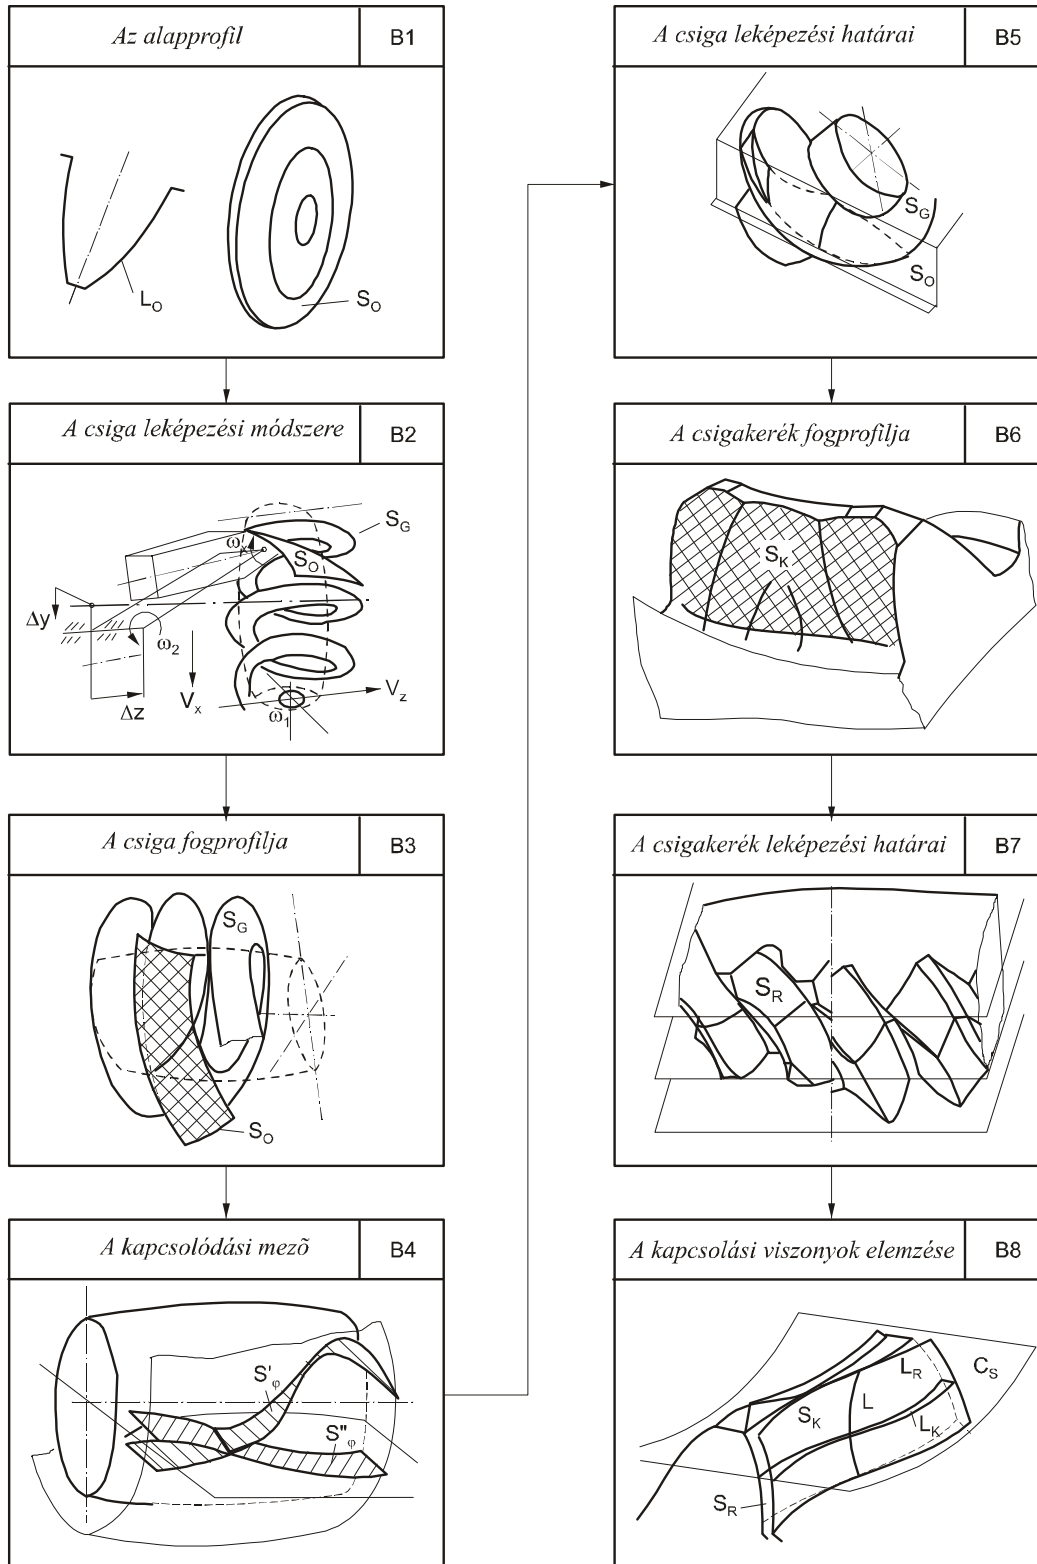 Az alapprofil B1
L_O
S_O
A csiga leképezési módszere B2
S_G
ω_x
S_O
Δy
ω_2
V_x
V_z
Δz
ω_1
A csiga fogprofilja B3
S_G
S_O
A kapcsolódási mező B4
S'_φ
S"_φ
A csiga leképezési határai B5
S_G
S_O
A csigakerék fogprofilja B6
S_K
A csigakerék leképezési határai B7
S_R
A kapcsolási viszonyok elemzése B8
L_R
C_S
S_K
L
L_K
S_R